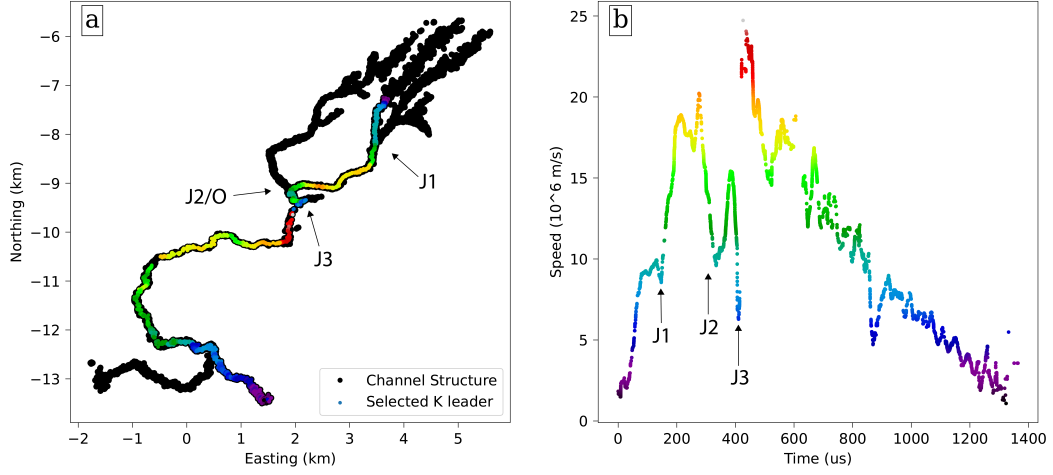 a
−6
−7
−8
−9
−10
−11
−12
−13
Northing (km)
J1
J2/O
J3
Channel Structure
Selected K leader
−2 −1 0 1 2 3 4 5
Easting (km)
b
25
20
15
10
5
0
Speed (10^6 m/s)
J1
J2
J3
0 200 400 600 800 1000 1200 1400
Time (us)